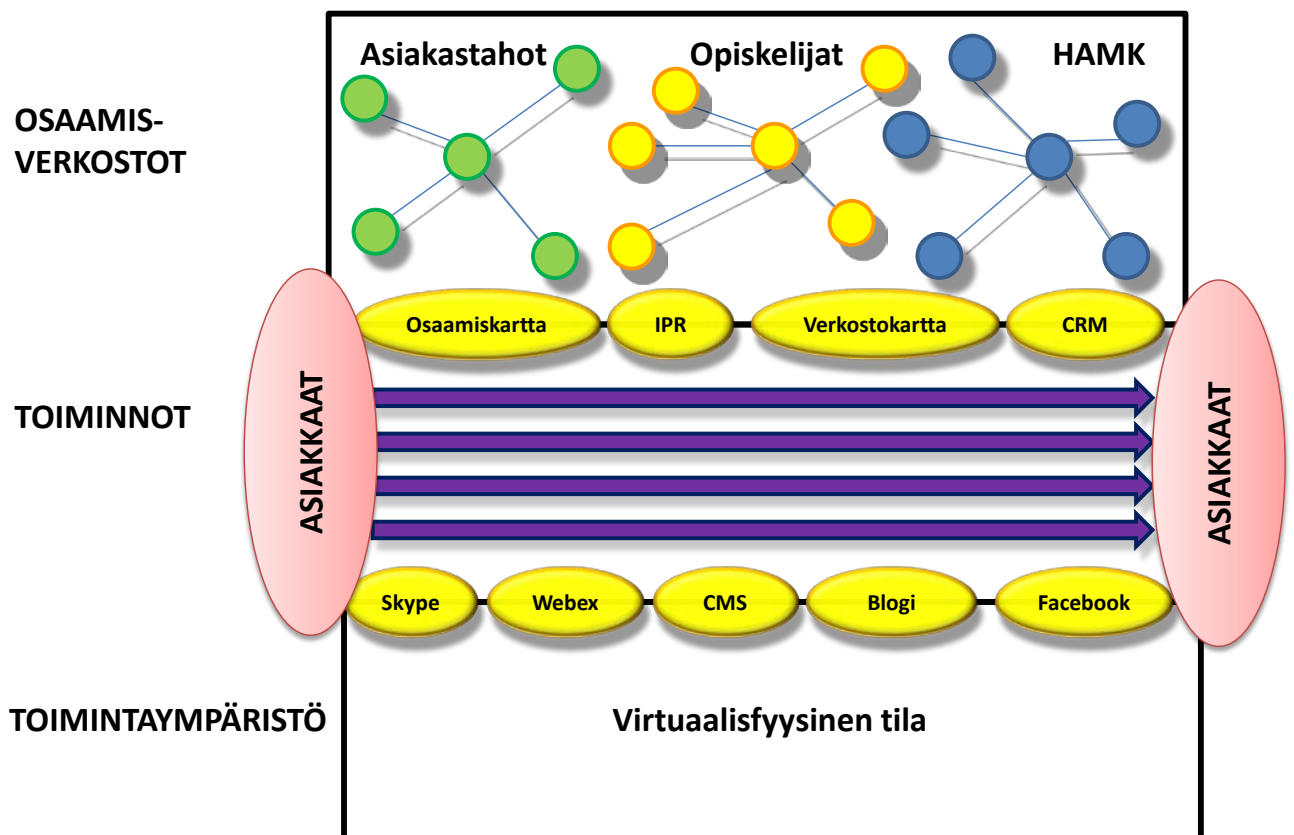 Asiakastahot
Opiskelijat
HAMK
OSAAMIS-
VERKOSTOT
Osaamiskartta
IPR
Verkostokartta
CRM
TOIMINNOT
ASIAKKAAT
ASIAKKAAT
Skype
Webex
CMS
Blogi
Facebook
TOIMINTAYMPÄRISTÖ
Virtuaalisfyysinen tila